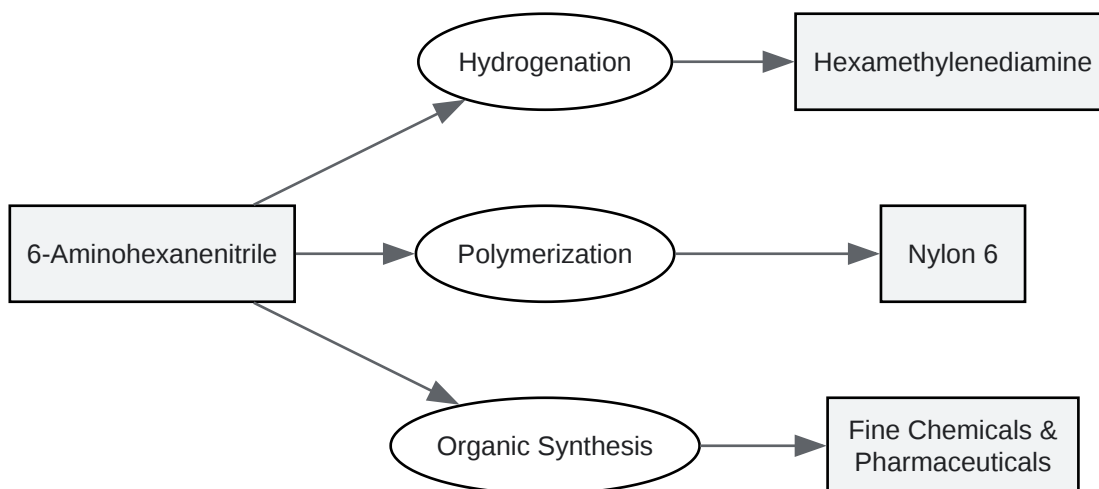 Hydrogenation
Hexamethylenediamine
6-Aminohexanenitrile
Polymerization
Nylon 6
Organic Synthesis
Fine Chemicals &
Pharmaceuticals